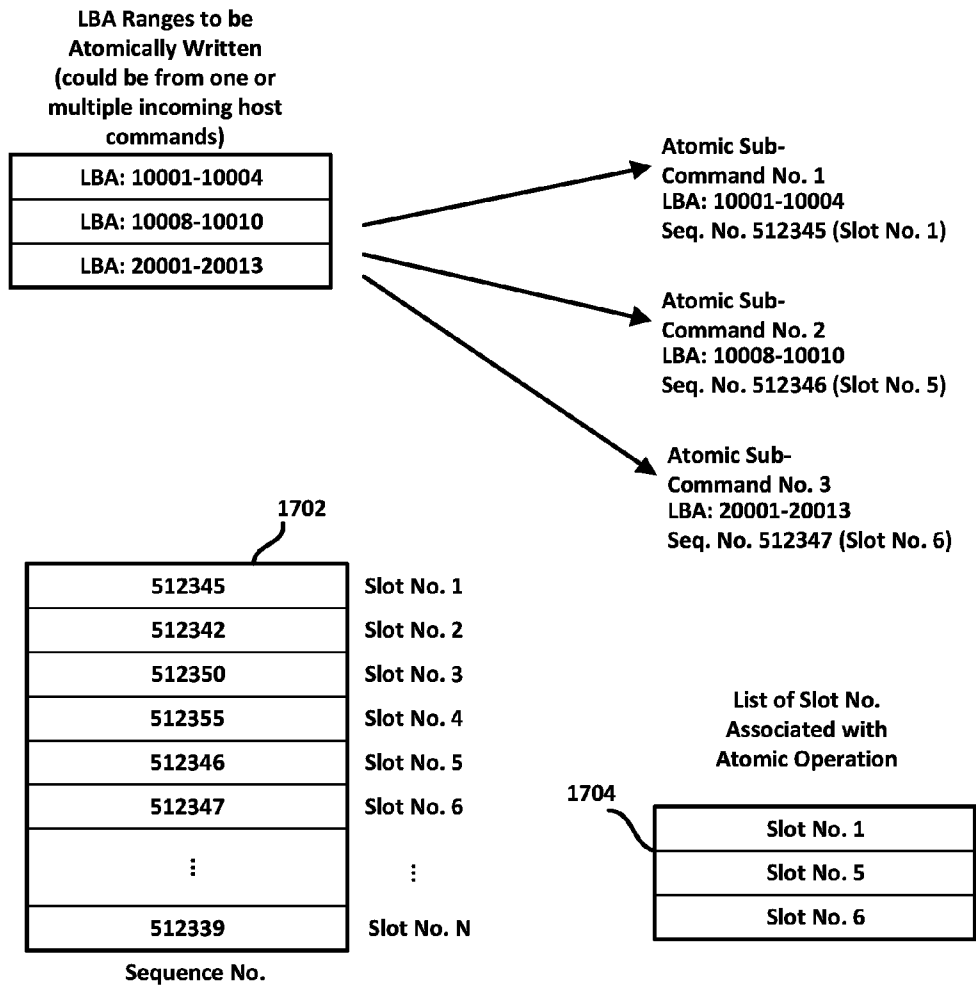 LBA Ranges to be
Atomically Written
(could be from one or
multiple incoming host
commands)
LBA: 10001-10004
LBA: 10008-10010
LBA: 20001-20013
Atomic Sub-
Command No. 1
LBA: 10001-10004
Seq. No. 512345 (Slot No. 1)
Atomic Sub-
Command No. 2
LBA: 10008-10010
Seq. No. 512346 (Slot No. 5)
Atomic Sub-
Command No. 3
LBA: 20001-20013
Seq. No. 512347 (Slot No. 6)
1702
512345 Slot No. 1
512342 Slot No. 2
512350 Slot No. 3
512355 Slot No. 4
512346 Slot No. 5
512347 Slot No. 6
⋮ ⋮
512339 Slot No. N
Sequence No.
List of Slot No.
Associated with
Atomic Operation
1704
Slot No. 1
Slot No. 5
Slot No. 6